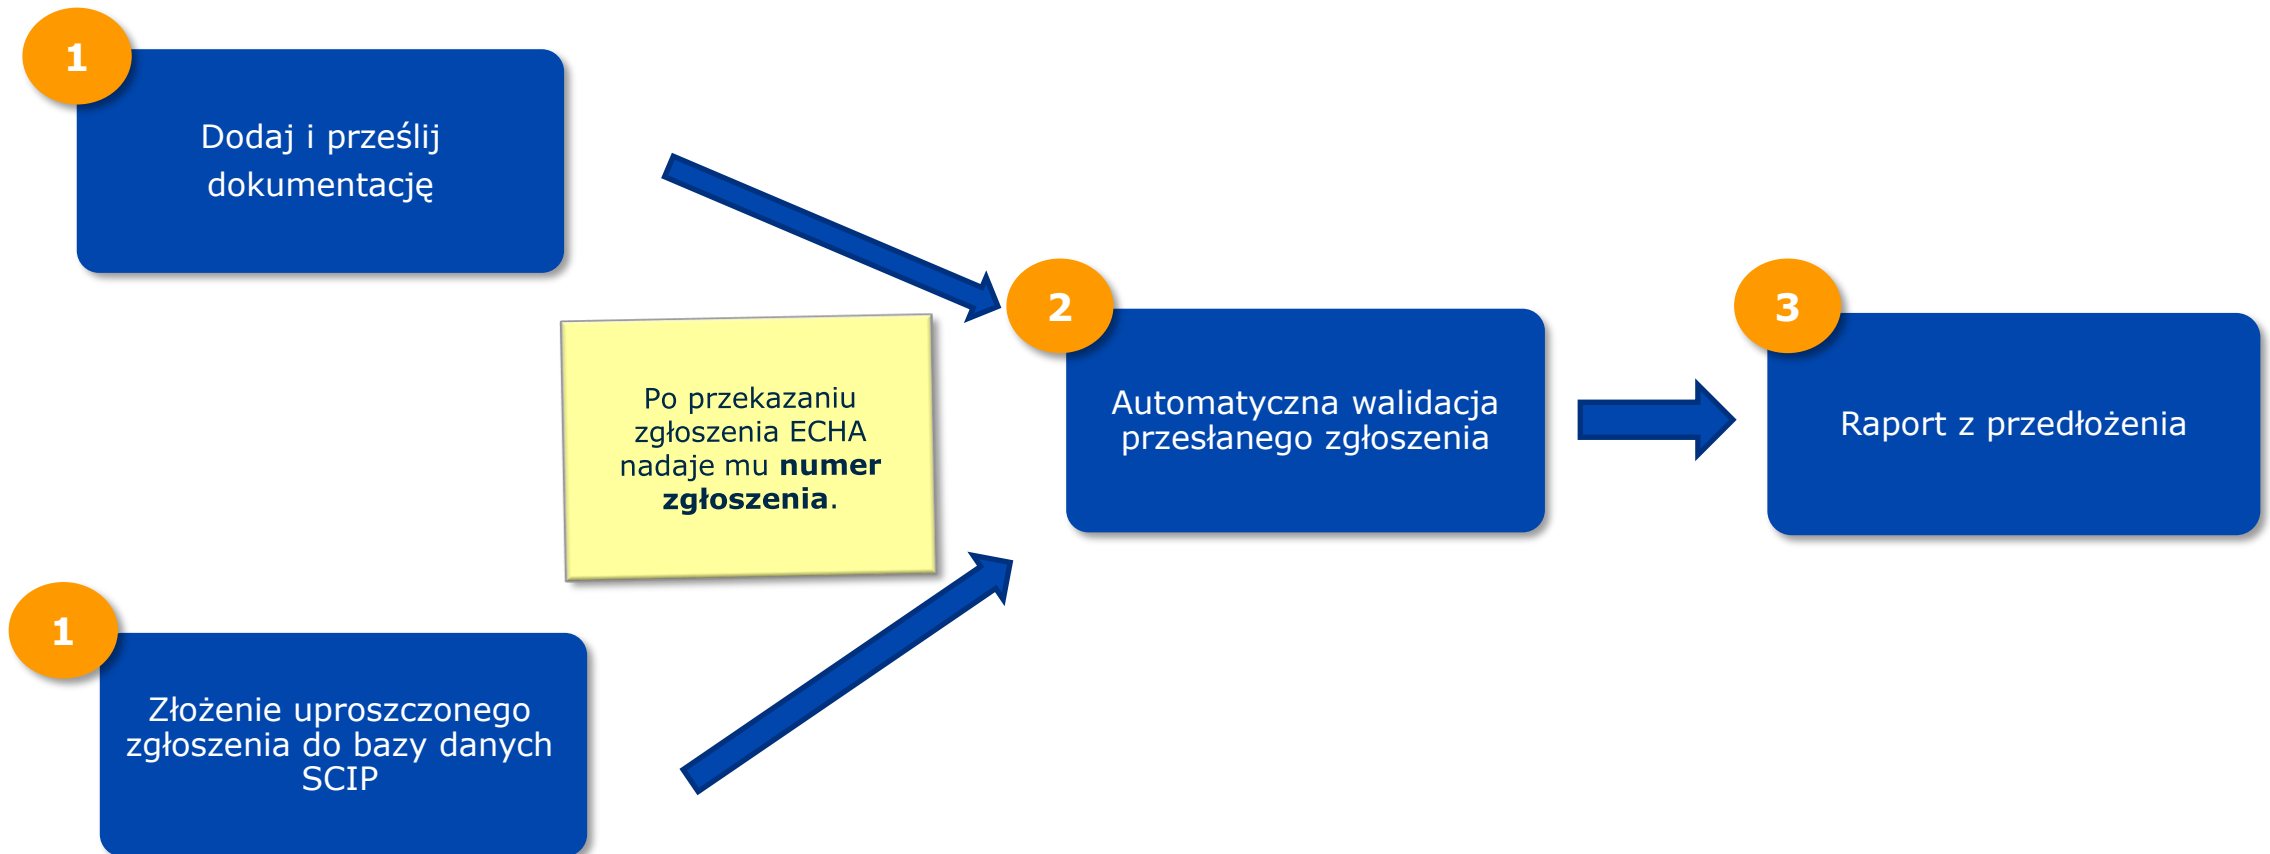 1
Dodaj i prześlij
dokumentację
Po przekazaniu
zgłoszenia ECHA
nadaje mu numer
zgłoszenia.
1
Złożenie uproszczonego
zgłoszenia do bazy danych
SCIP
2
Automatyczna walidacja
przesłanego zgłoszenia
3
Raport z przedłożenia